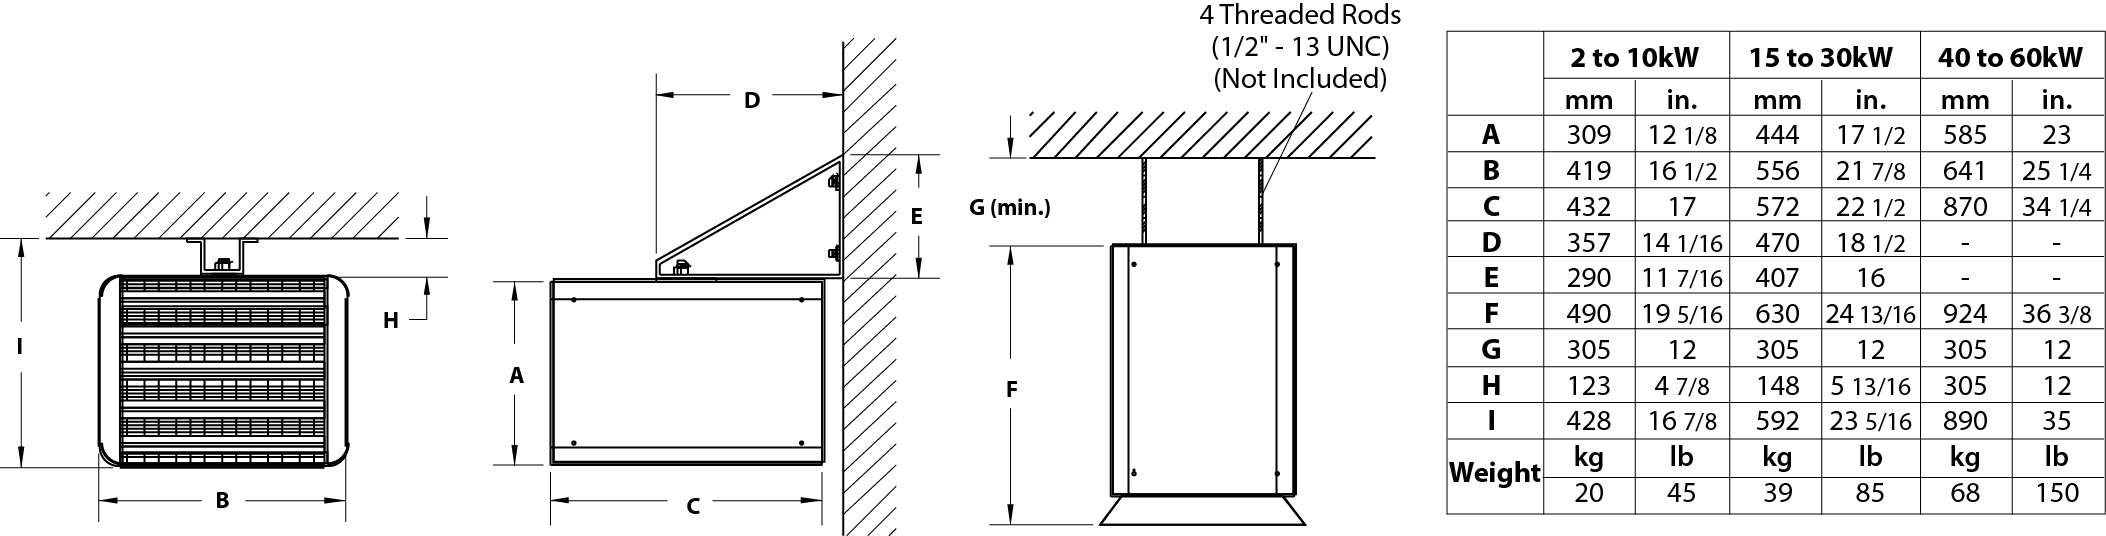 I
B
H
D
E
A
C
4 Threaded Rods
(1/2" - 13 UNC)
(Not Included)
G (min.)
F
2 to 10kW 15 to 30kW 40 to 60kW
mm in. mm in. mm in.
A 309 12 1/8 444 17 1/2 585 23
B 419 16 1/2 556 21 7/8 641 25 1/4
C 432 17 572 22 1/2 870 34 1/4
D 357 14 1/16 470 18 1/2 - -
E 290 11 7/16 407 16 - -
F 490 19 5/16 630 24 13/16 924 36 3/8
G 305 12 305 12 305 12
H 123 4 7/8 148 5 13/16 305 12
I 428 16 7/8 592 23 5/16 890 35
Weight kg lb kg lb kg lb
20 45 39 85 68 150